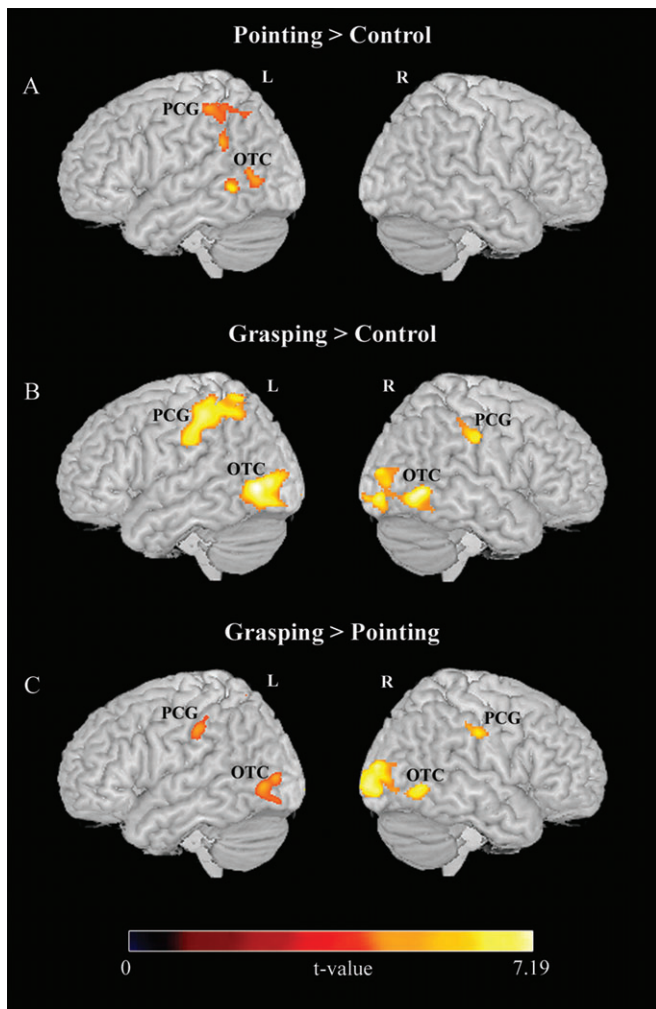 Pointing > Control
A
L
R
PCG
OTC
Grasping > Control
B
L
R
PCG
PCG
OTC
OTC
Grasping > Pointing
C
L
R
PCG
PCG
OTC
OTC
0
t-value
7.19